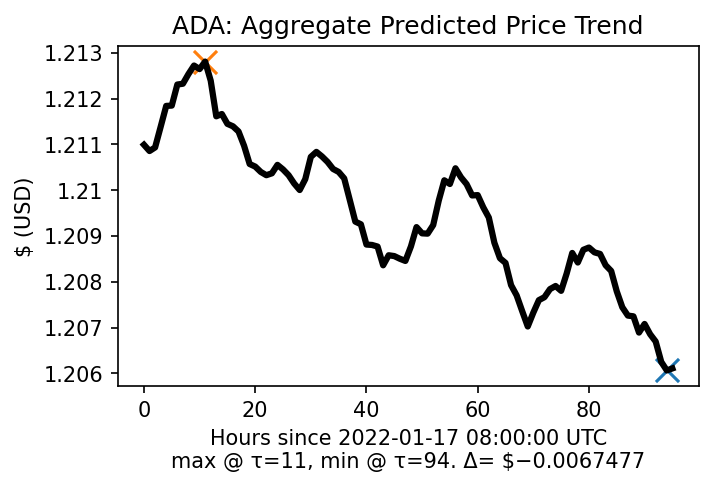 ADA: Aggregate Predicted Price Trend
1.213
1.212
1.211
1.21
1.209
1.208
1.207
1.206
$ (USD)
0 20 40 60 80
Hours since 2022-01-17 08:00:00 UTC
max @ τ=11, min @ τ=94. Δ= $−0.0067477